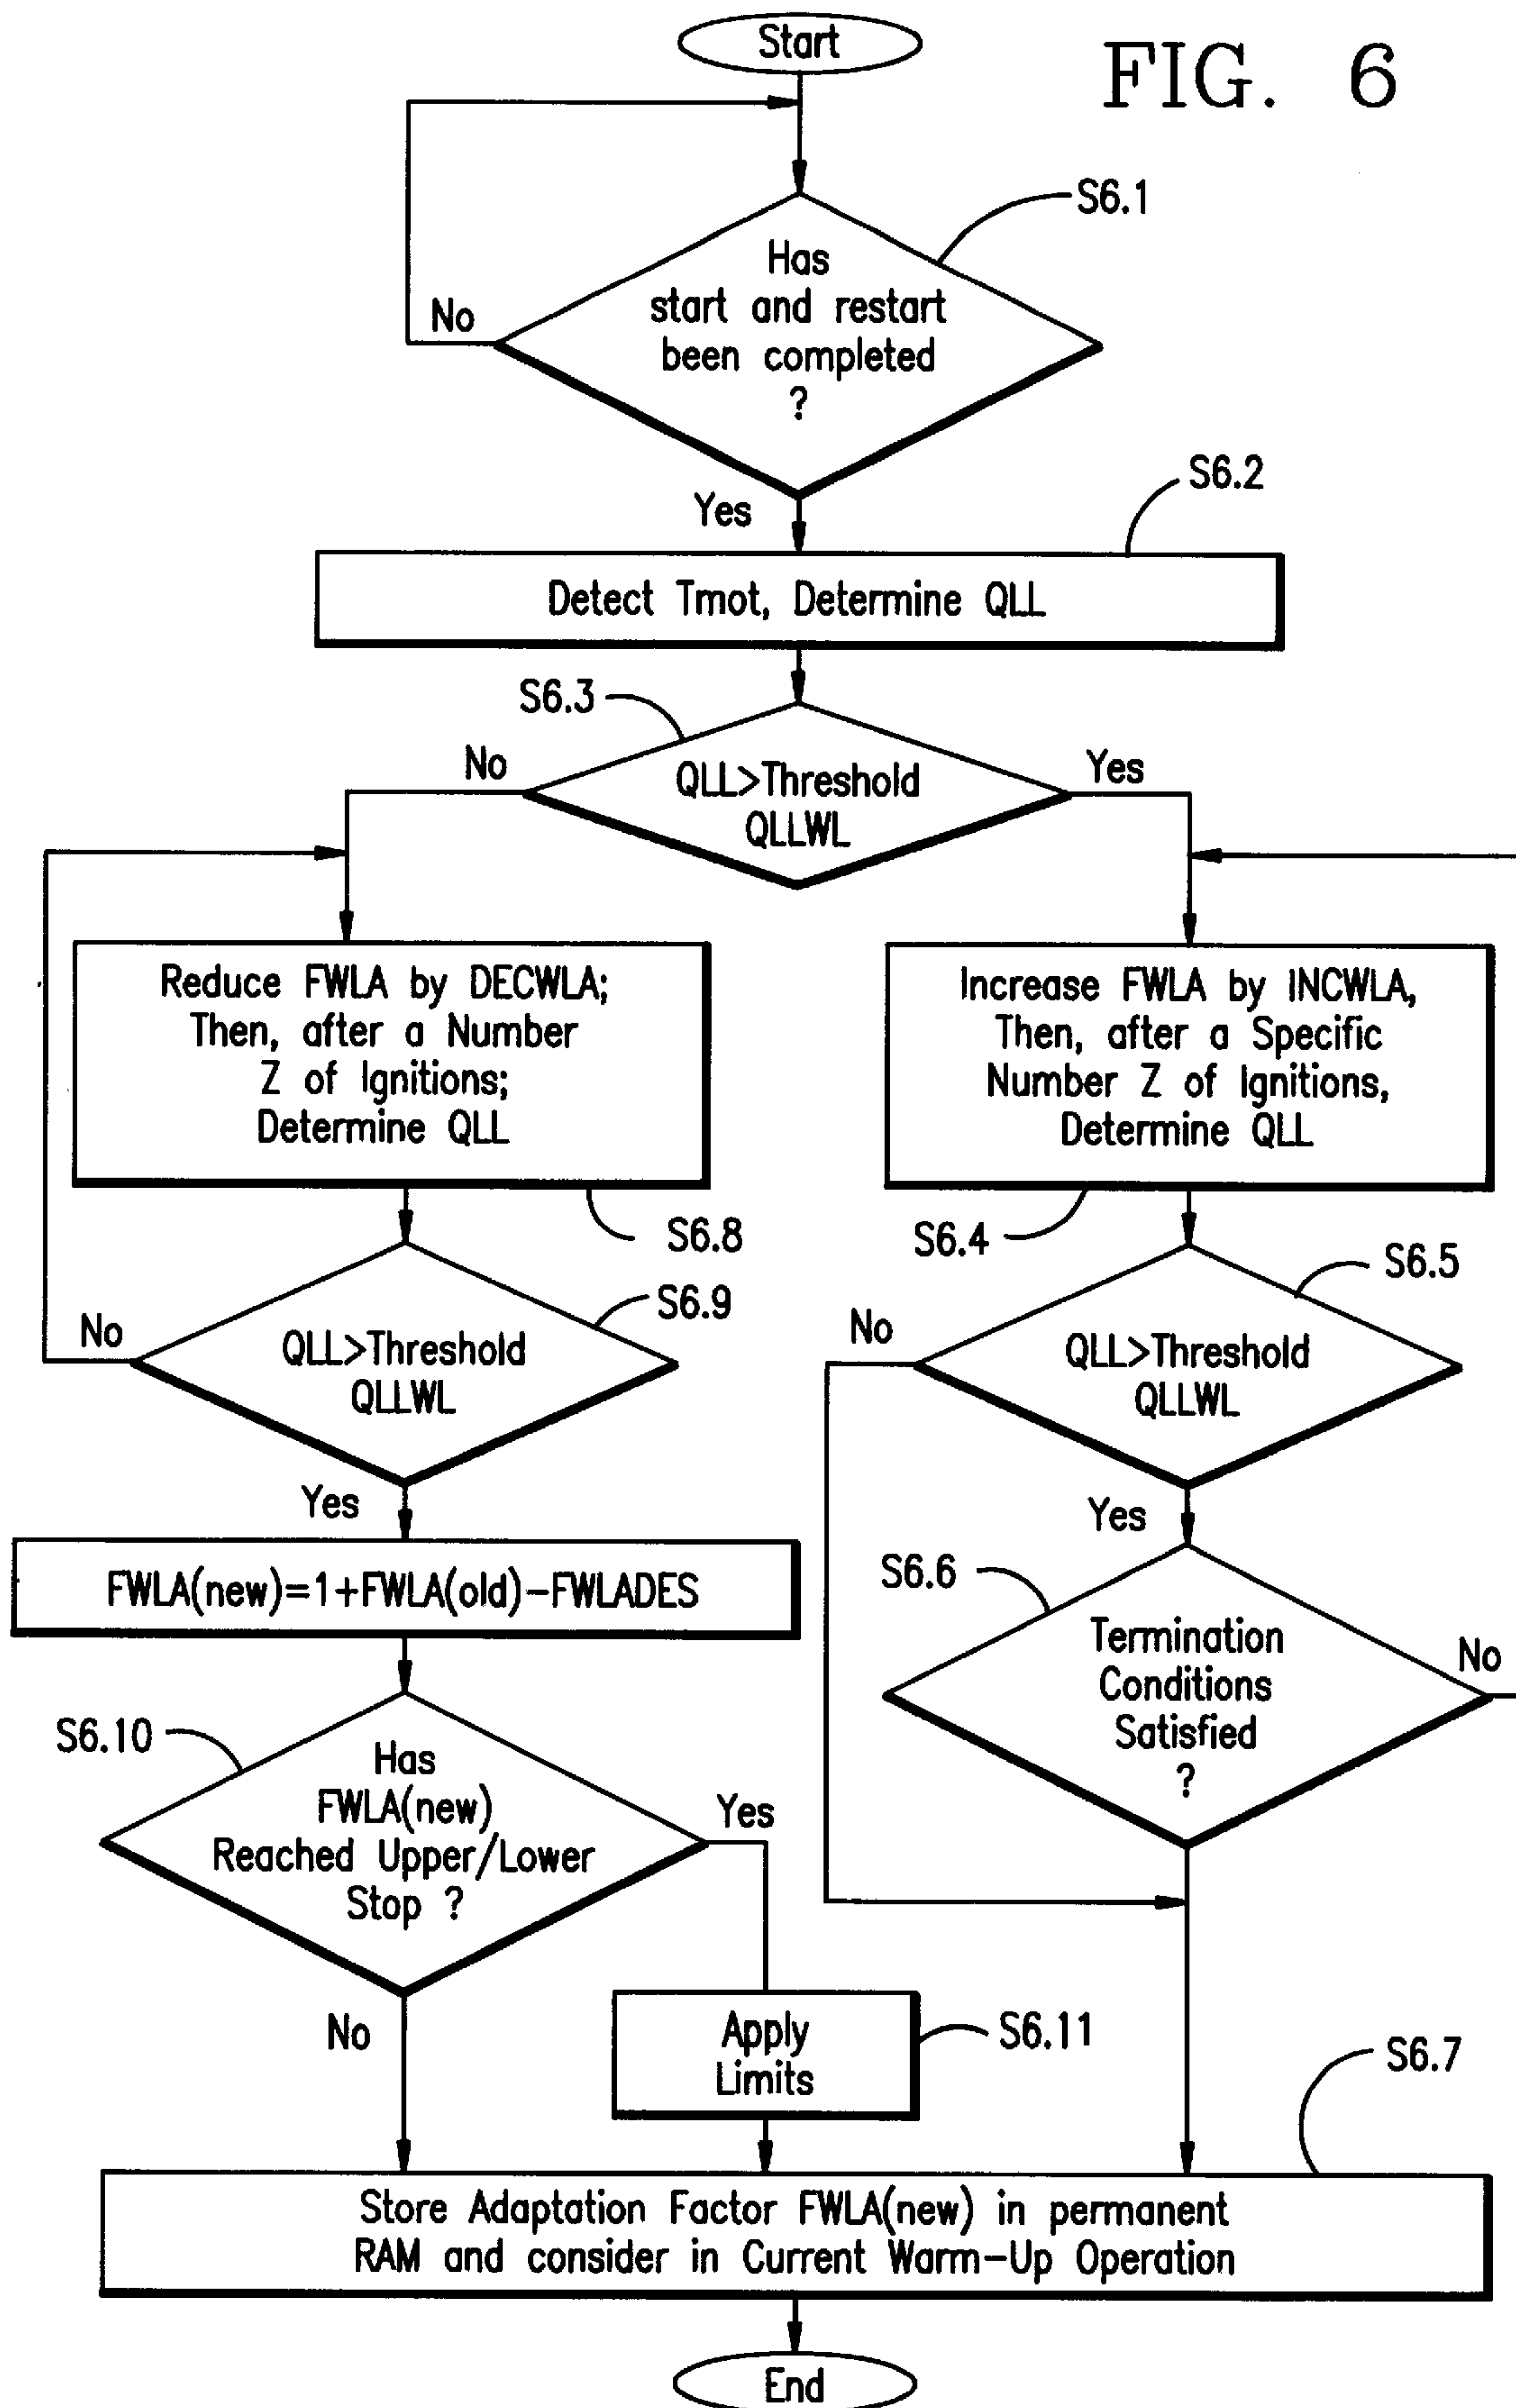 Start
FIG. 6
S6.1
Has
start and restart
been completed
?
No
Yes
S6.2
Detect Tmot, Determine QLL
S6.3
No
QLL>Threshold
QLLWL
Yes
Reduce FWLA by DECWLA;
Then, after a Number
Z of Ignitions;
Determine QLL
Increase FWLA by INCWLA,
Then, after a Specific
Number Z of Ignitions,
Determine QLL
S6.8
S6.4
S6.9
S6.5
No
QLL>Threshold
QLLWL
No
QLL>Threshold
QLLWL
Yes
Yes
FWLA(new)=1+FWLA(old)-FWLADES
S6.6
Termination
Conditions
Satisfied
?
No
S6.10
Has
FWLA(new)
Reached Upper/Lower
Stop ?
Yes
No
Apply
Limits
S6.11
S6.7
Store Adaptation Factor FWLA(new) in permanent
RAM and consider in Current Warm-Up Operation
End